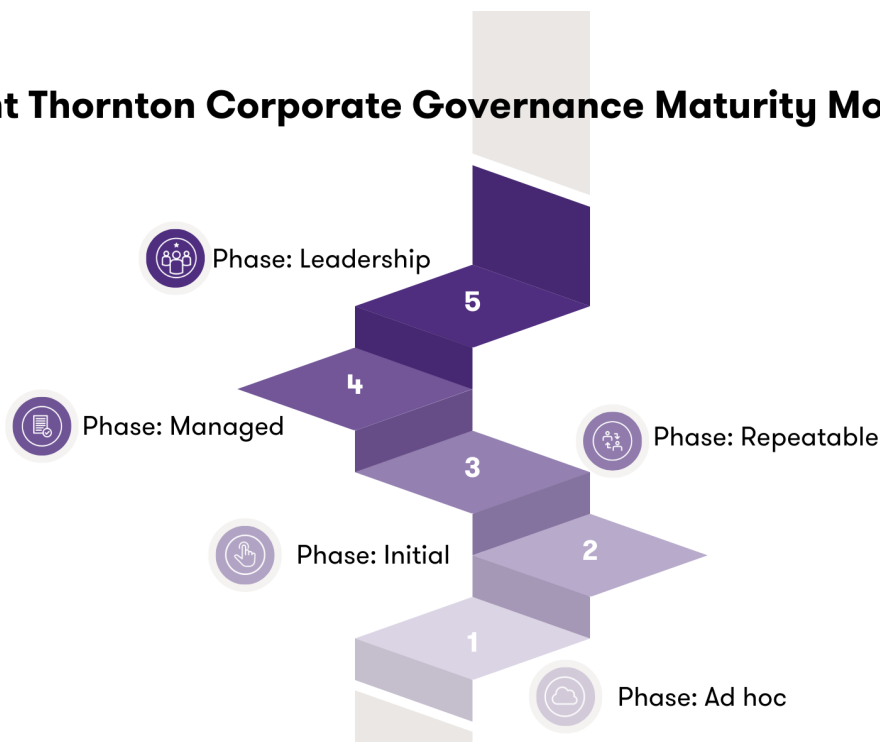 nt Thornton Corporate Governance Maturity Mo
Phase: Leadership
5
4
Phase: Managed
Phase: Repeatable
3
Phase: Initial
2
1
Phase: Ad hoc